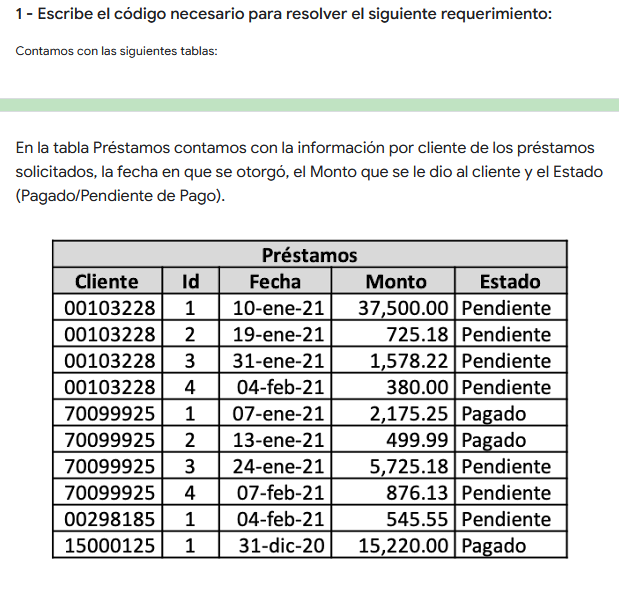 1 - Escribe el código necesario para resolver el siguiente requerimiento:
Contamos con las siguientes tablas:
En la tabla Préstamos contamos con la información por cliente de los préstamos
solicitados, la fecha en que se otorgó, el Monto que se le dio al cliente y el Estado
(Pagado/Pendiente de Pago).
Préstamos
Cliente Id Fecha Monto Estado
00103228 1 10-ene-21 37,500.00 Pendiente
00103228 2 19-ene-21 725.18 Pendiente
00103228 3 31-ene-21 1,578.22 Pendiente
00103228 4 04-feb-21 380.00 Pendiente
70099925 1 07-ene-21 2,175.25 Pagado
70099925 2 13-ene-21 499.99 Pagado
70099925 3 24-ene-21 5,725.18 Pendiente
70099925 4 07-feb-21 876.13 Pendiente
00298185 1 04-feb-21 545.55 Pendiente
15000125 1 31-dic-20 15,220.00 Pagado